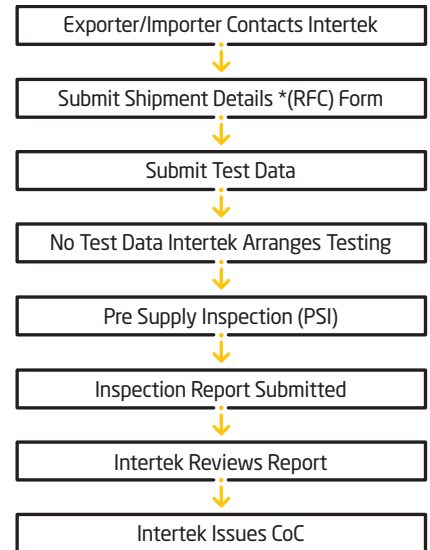 Exporter/Importer Contacts Intertek
Submit Shipment Details *(RFC) Form
Submit Test Data
No Test Data Intertek Arranges Testing
Pre Supply Inspection (PSI)
Inspection Report Submitted
Intertek Reviews Report
Intertek Issues CoC